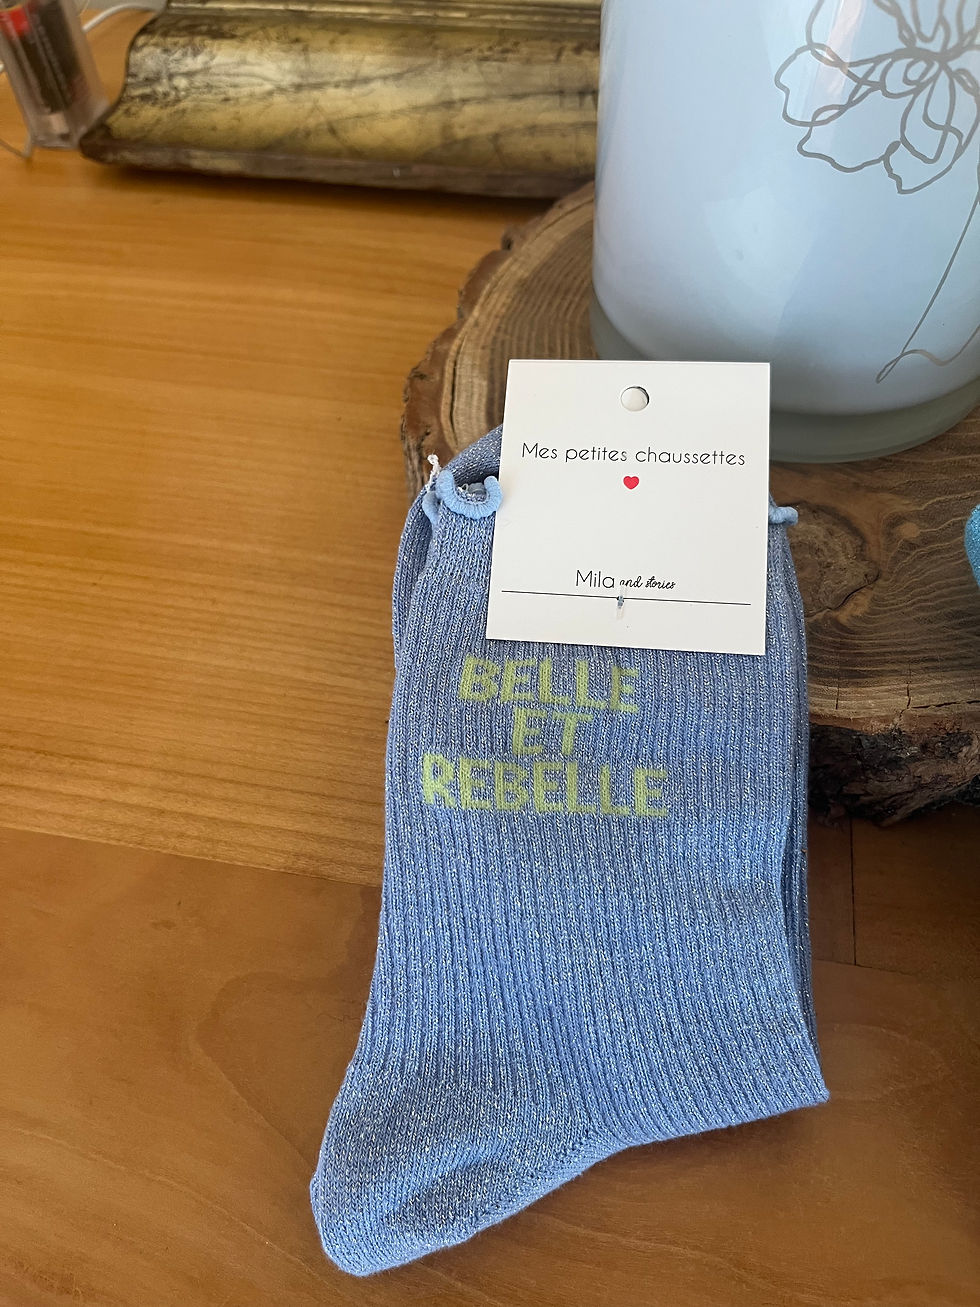 Mes petites chaussettes
Mila and stories
BELLE
ET
REBELLE